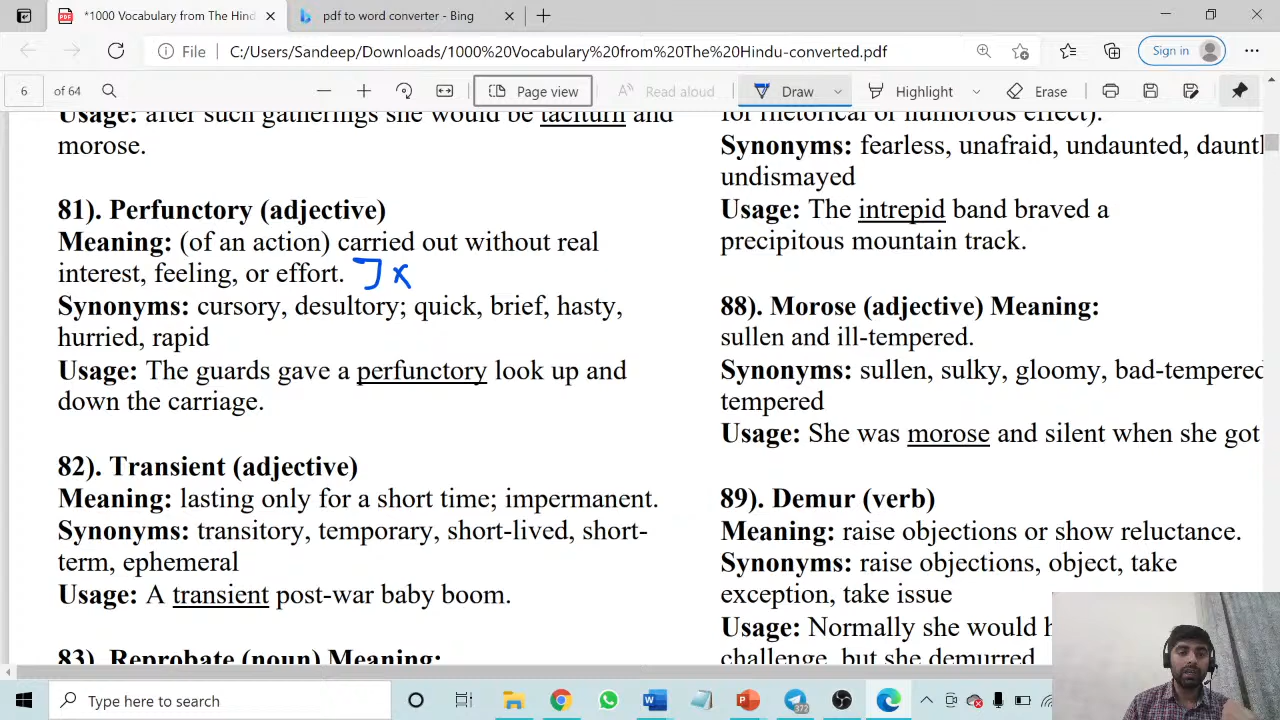 *1000 Vocabulary from The Hindu
pdf to word converter - Bing
File
C:/Users/Sandeep/Downloads/1000%20Vocabulary%20from%20The%20Hindu-converted.pdf
Sign in
6 of 64
Page view
Read aloud
Draw
Highlight
Erase
Usage: after such gatherings she would be taciturn and
morose.
81). Perfunctory (adjective)
Meaning: (of an action) carried out without real
interest, feeling, or effort.
Synonyms: cursory, desultory; quick, brief, hasty,
hurried, rapid
Usage: The guards gave a perfunctory look up and
down the carriage.
82). Transient (adjective)
Meaning: lasting only for a short time; impermanent.
Synonyms: transitory, temporary, short-lived, short-
term, ephemeral
Usage: A transient post-war baby boom.
83). Reprobate (noun) Meaning:
for rhetorical or humorous effect).
Synonyms: fearless, unafraid, undaunted, dauntl
undismayed
Usage: The intrepid band braved a
precipitous mountain track.
88). Morose (adjective) Meaning:
sullen and ill-tempered.
Synonyms: sullen, sulky, gloomy, bad-tempered
tempered
Usage: She was morose and silent when she got
89). Demur (verb)
Meaning: raise objections or show reluctance.
Synonyms: raise objections, object, take
exception, take issue
Usage: Normally she would h
challenge, but she demurred
Type here to search
872